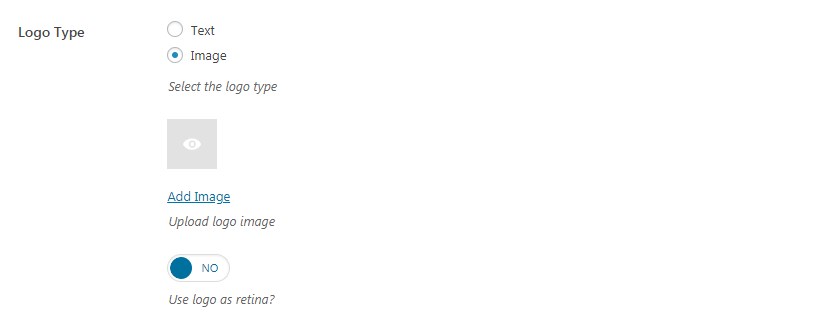 Logo Type
Text
Image
Select the logo type
Add Image
Upload logo image
NO
Use logo as retina?